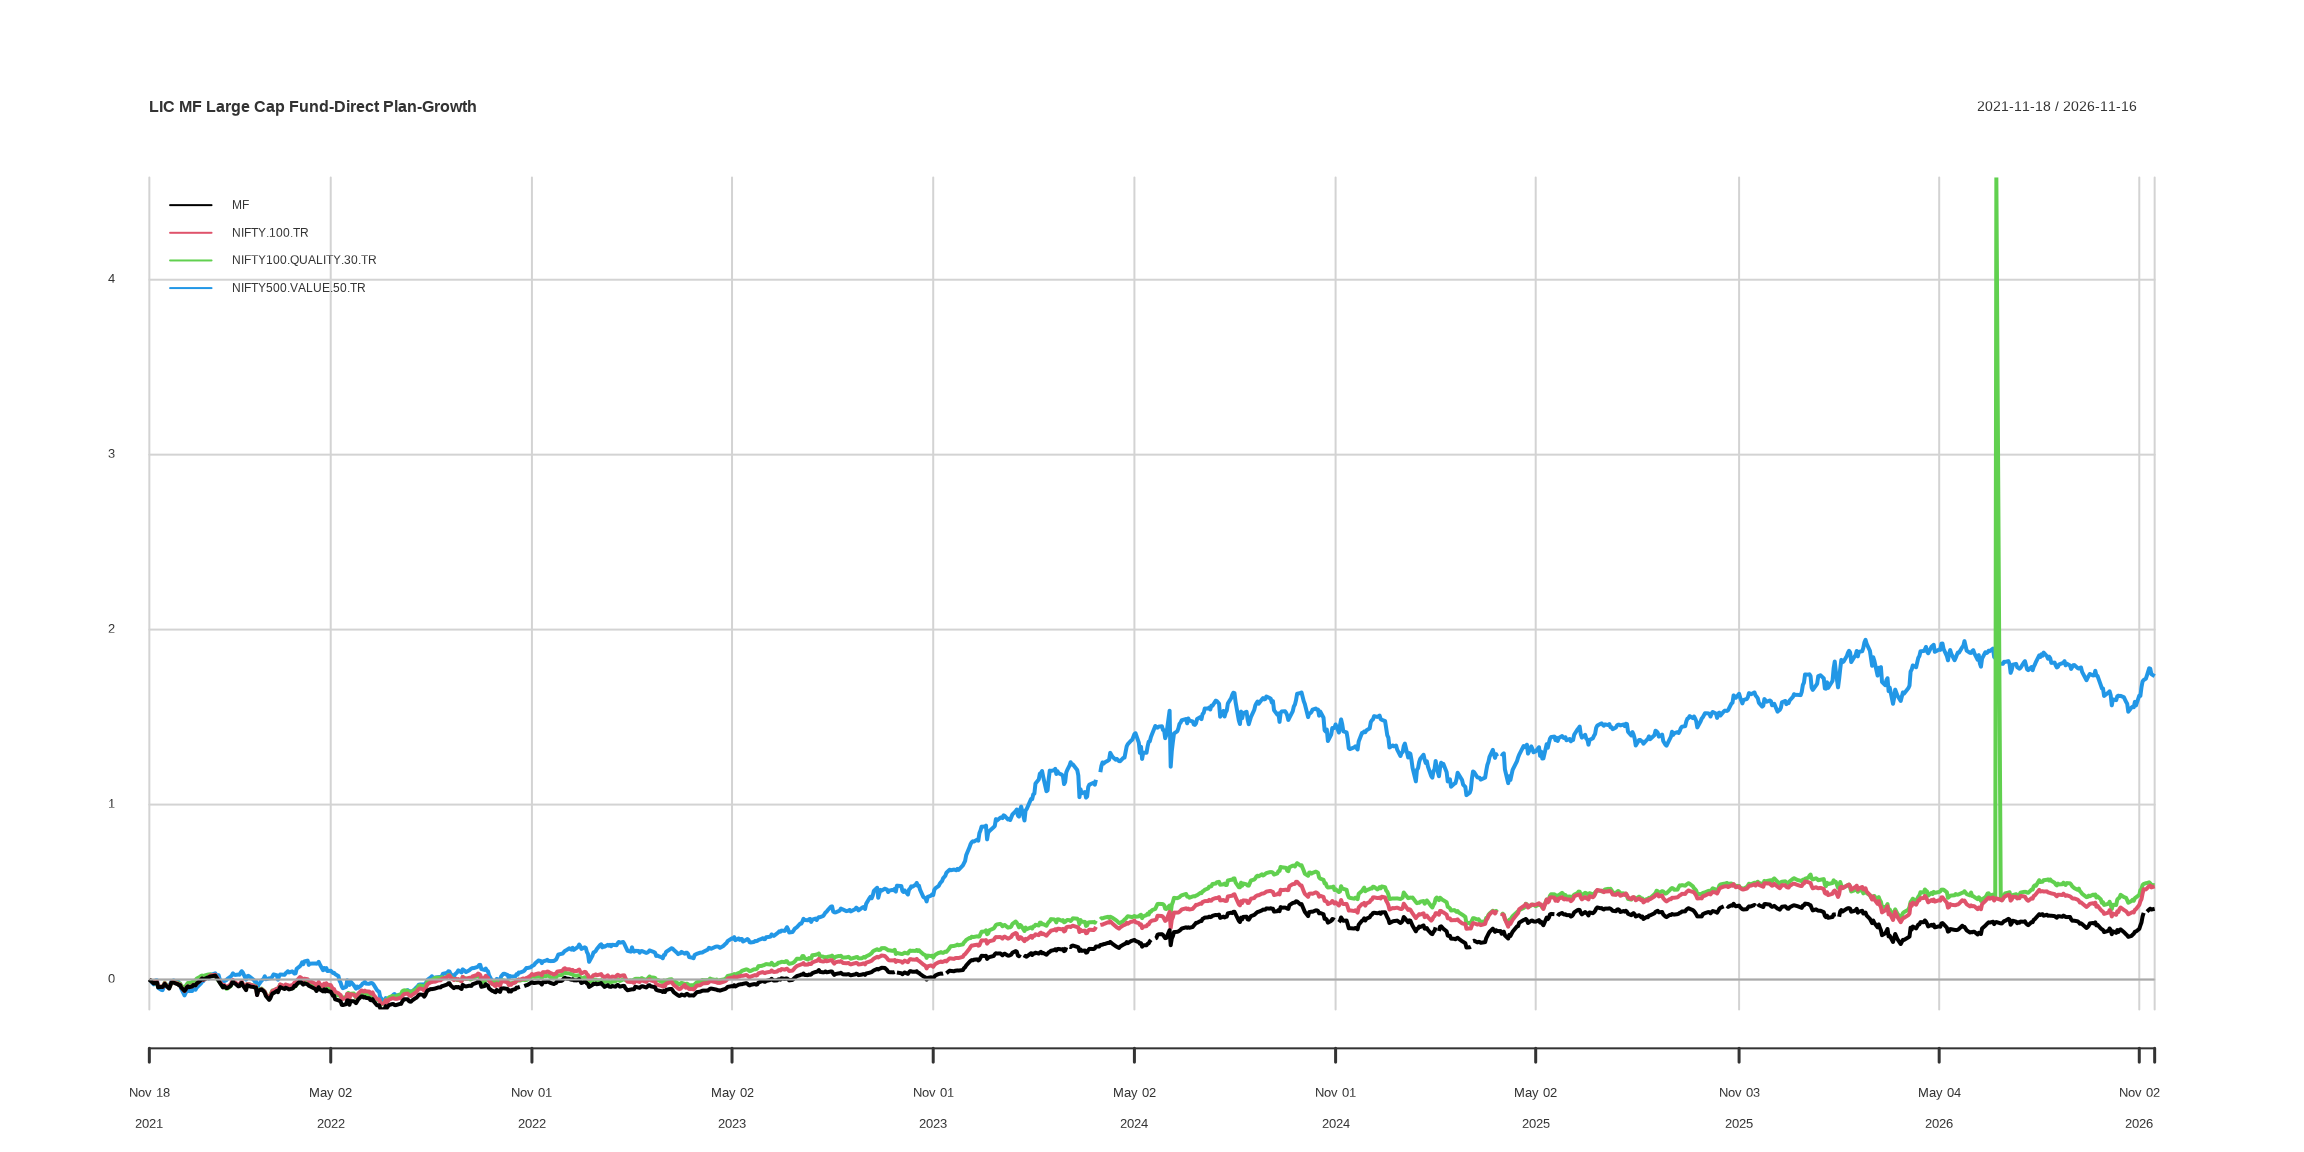 LIC MF Large Cap Fund-Direct Plan-Growth
2021-11-18 / 2026-11-16
MF
NIFTY.100.TR
NIFTY100.QUALITY.30.TR
NIFTY500.VALUE.50.TR
4
3
2
1
0
Nov 18 May 02 Nov 01 May 02 Nov 01 May 02 Nov 01 May 02 Nov 03 May 04 Nov 02
2021 2022 2022 2023 2023 2024 2024 2025 2025 2026 2026